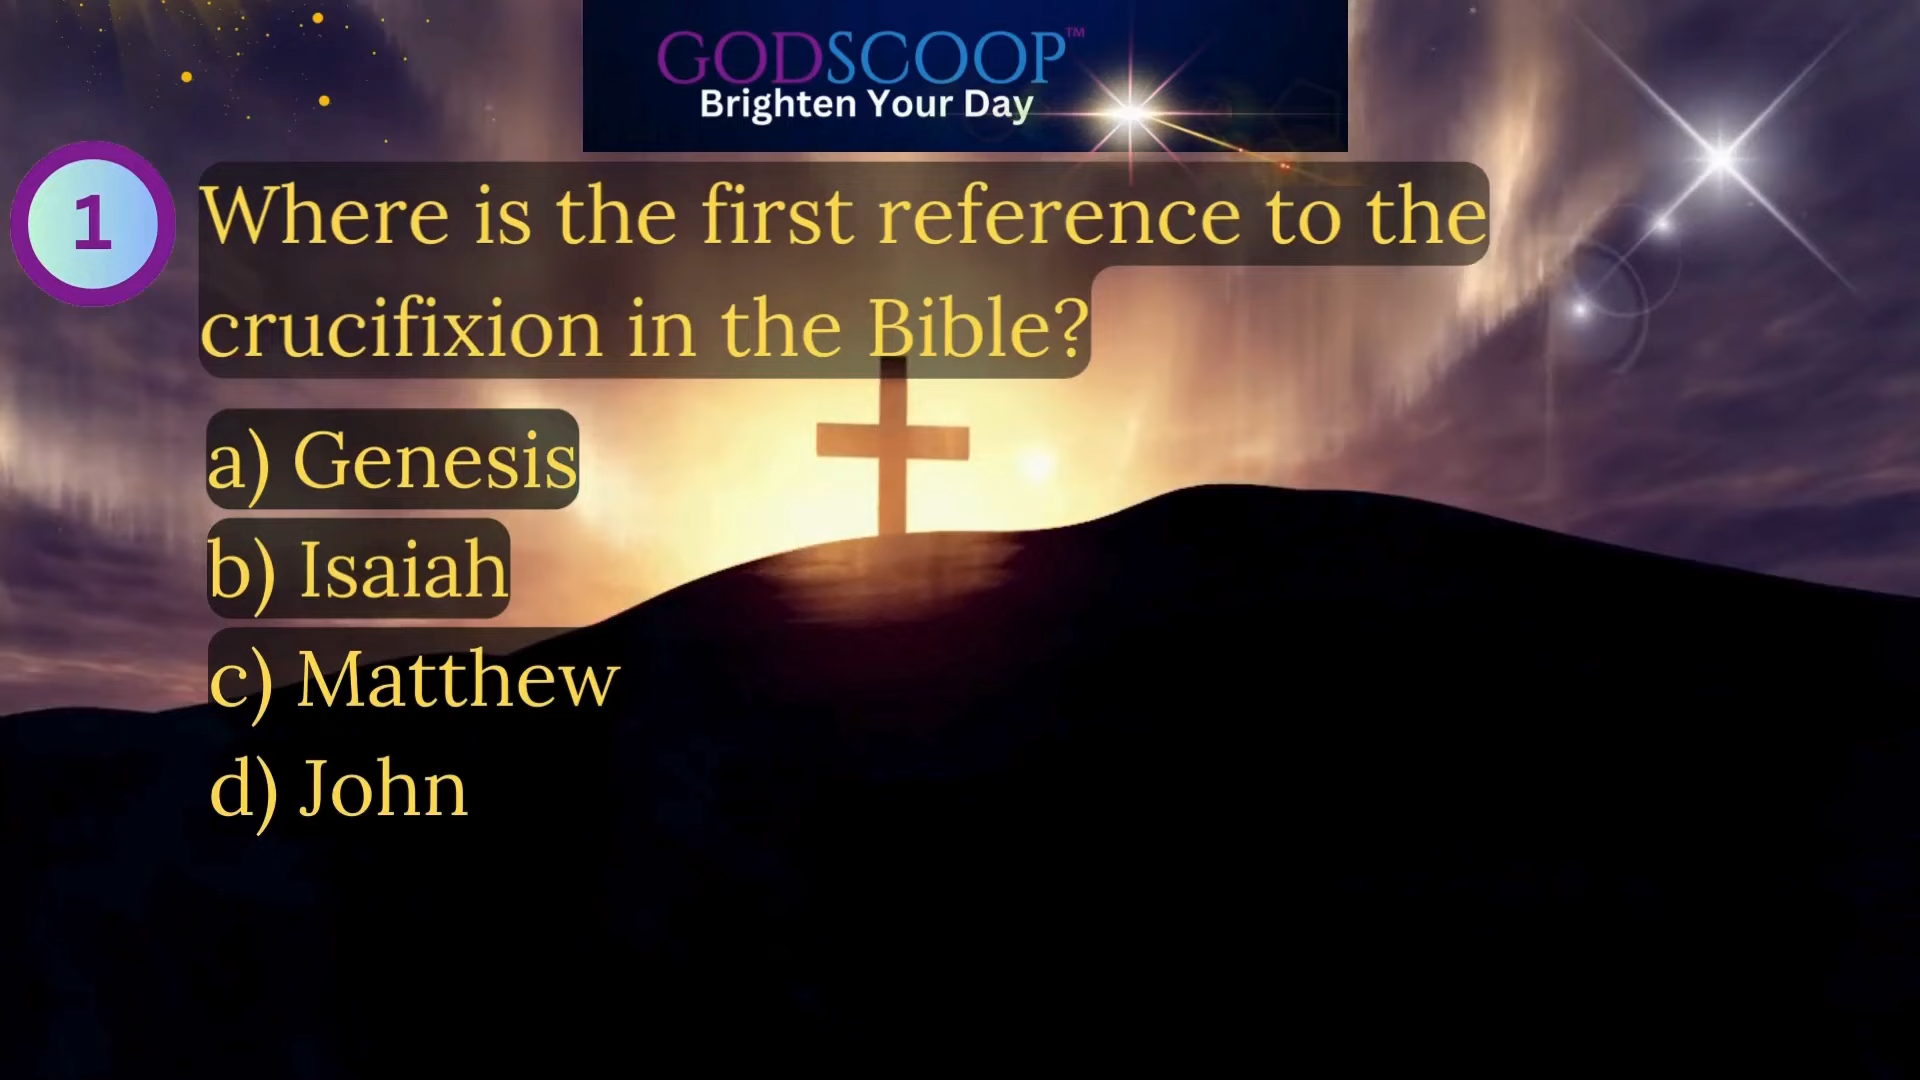 GODSCOOP™
Brighten Your Day
1
Where is the first reference to the
crucifixion in the Bible?
a) Genesis
b) Isaiah
c) Matthew
d) John